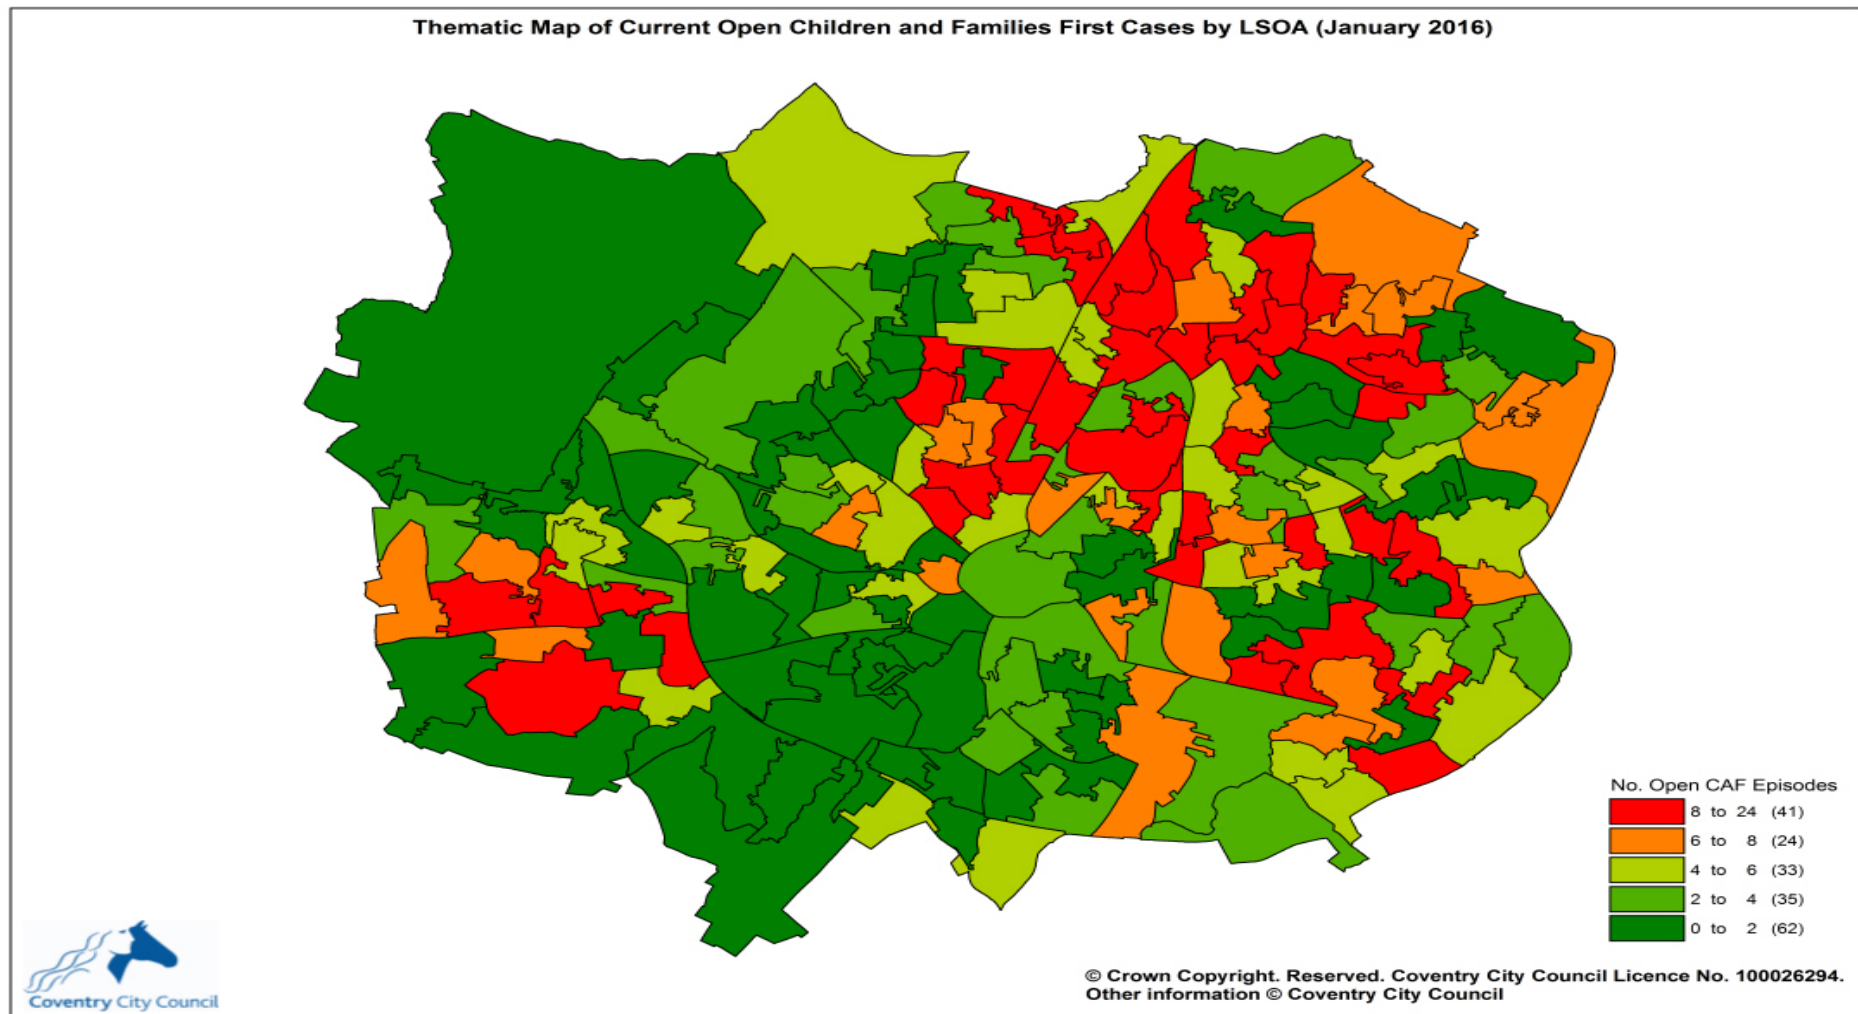 Thematic Map of Current Open Children and Families First Cases by LSOA (January 2016)
No. Open CAF Episodes
8 to 24 (41)
6 to 8 (24)
4 to 6 (33)
2 to 4 (35)
0 to 2 (62)
Coventry City Council
© Crown Copyright. Reserved. Coventry City Council Licence No. 100026294.
Other information © Coventry City Council